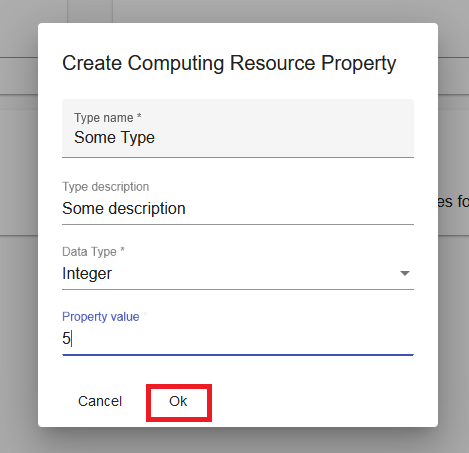 Create Computing Resource Property
Type name *
Some Type
Type description
Some description
es fo
Data Type *
Integer
Property value *
5
Cancel Ok